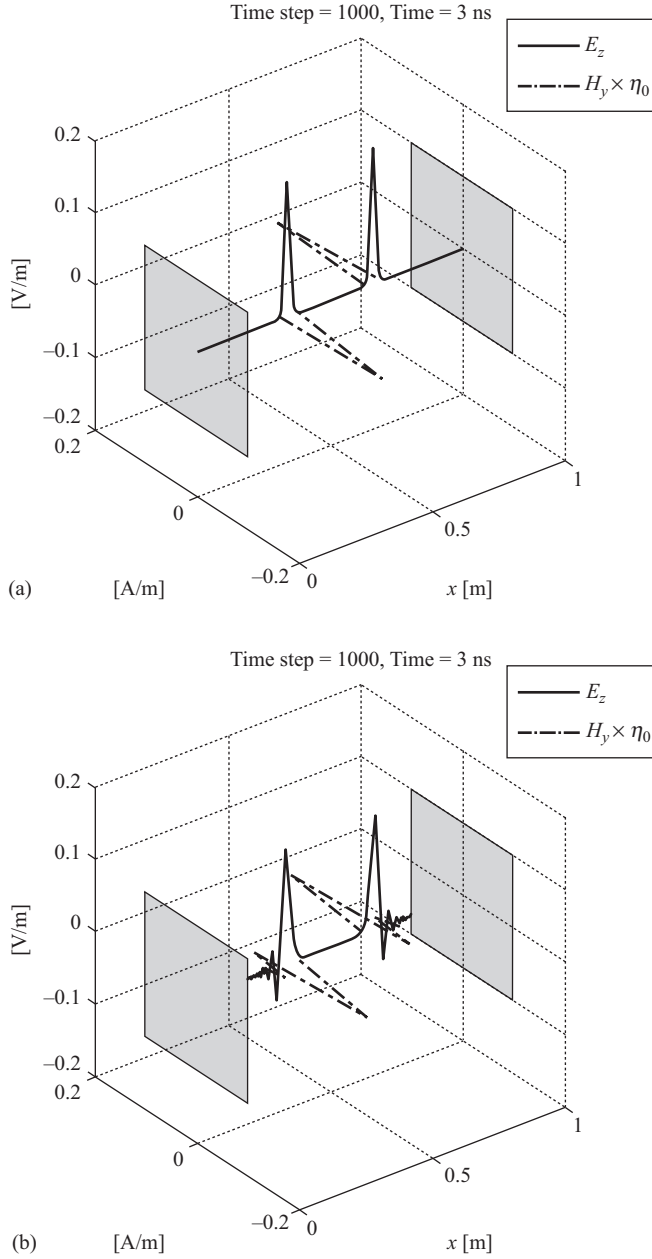 Time step = 1000, Time = 3 ns
E_z
H_y × η_0
0.2
0.1
0
–0.1
–0.2
[V/m]
0.2
0
–0.2
0
0.5
1
(a)
[A/m]
x [m]
Time step = 1000, Time = 3 ns
E_z
H_y × η_0
0.2
0.1
0
–0.1
–0.2
[V/m]
0.2
0
–0.2
0
0.5
1
(b)
[A/m]
x [m]